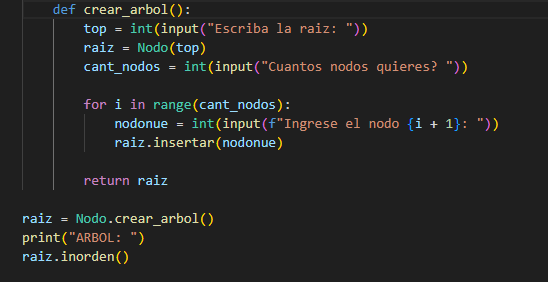 def crear_arbol():
top = int(input("Escriba la raiz: "))
raiz = Nodo(top)
cant_nodos = int(input("Cuantos nodos quieres? "))
for i in range(cant_nodos):
nodonue = int(input(f"Ingrese el nodo {i + 1}: "))
raiz.insertar(nodonue)
return raiz
raiz = Nodo.crear_arbol()
print("ARBOL: ")
raiz.inorden()